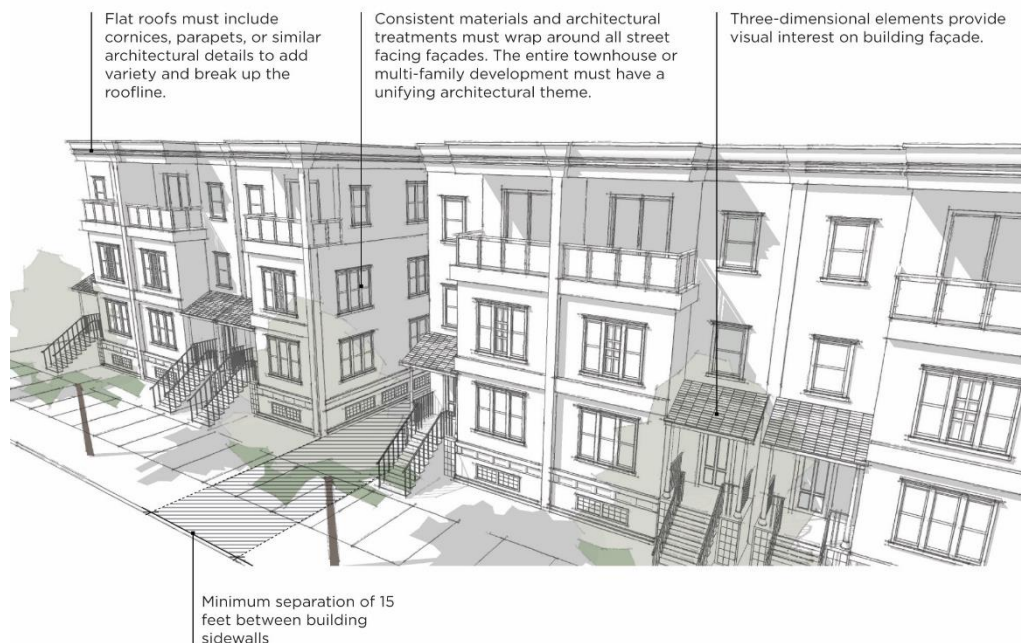 Flat roofs must include
cornices, parapets, or similar
architectural details to add
variety and break up the
roofline.
Consistent materials and architectural
treatments must wrap around all street
facing façades. The entire townhouse or
multi-family development must have a
unifying architectural theme.
Three-dimensional elements provide
visual interest on building façade.
Minimum separation of 15
feet between building
sidewalls